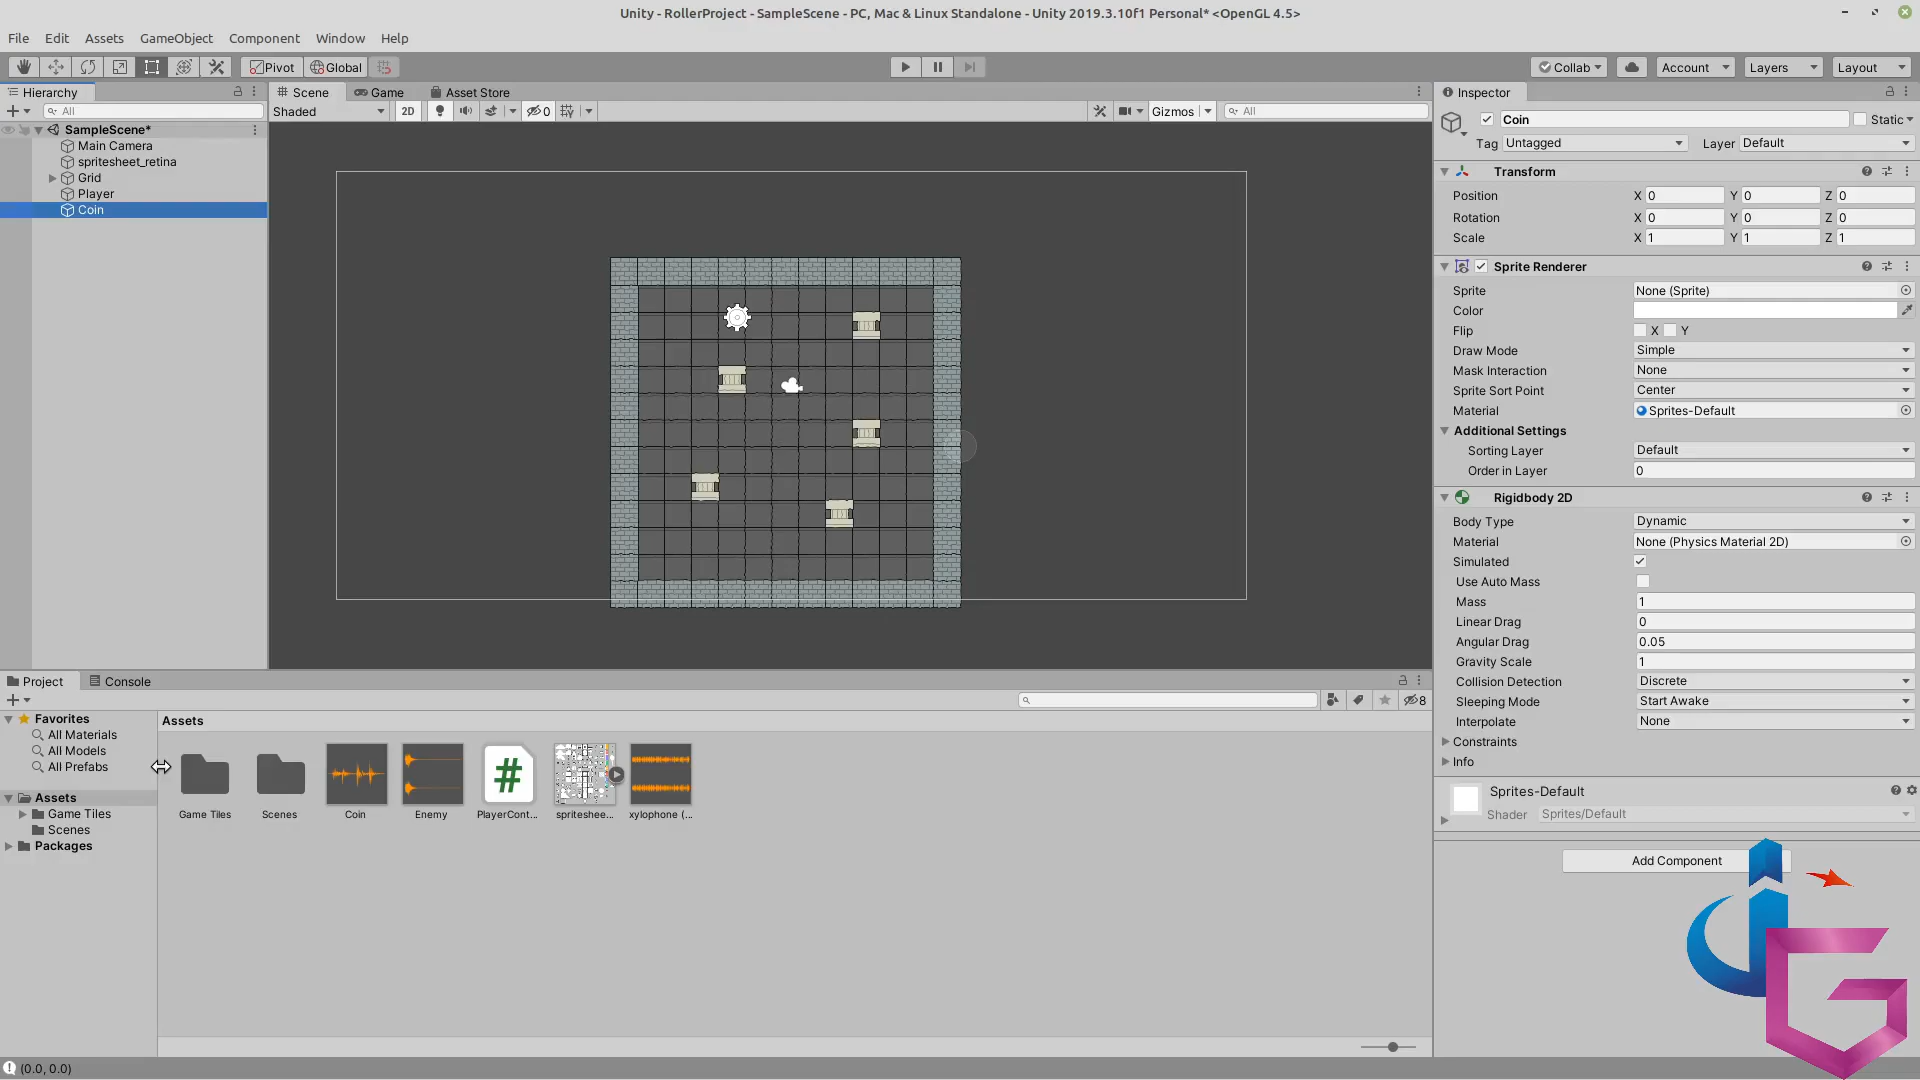 Unity - RollerProject - SampleScene - PC, Mac & Linux Standalone - Unity 2019.3.10f1 Personal* <OpenGL 4.5>
File Edit Assets GameObject Component Window Help
Pivot Global Collab Account Layers Layout
Hierarchy
All
SampleScene*
Main Camera
spritesheet_retina
Grid
Player
Coin
Scene Game Asset Store
Shaded 2D 0 Gizmos All
Inspector
Coin Static
Tag Untagged Layer Default
Transform
Position X 0 Y 0 Z 0
Rotation X 0 Y 0 Z 0
Scale X 1 Y 1 Z 1
Sprite Renderer
Sprite None (Sprite)
Color
Flip X Y
Draw Mode Simple
Mask Interaction None
Sprite Sort Point Center
Material Sprites-Default
Additional Settings
Sorting Layer Default
Order in Layer 0
Rigidbody 2D
Body Type Dynamic
Material None (Physics Material 2D)
Simulated
Use Auto Mass
Mass 1
Linear Drag 0
Angular Drag 0.05
Gravity Scale 1
Collision Detection Discrete
Sleeping Mode Start Awake
Interpolate None
Constraints
Info
Sprites-Default
Shader Sprites/Default
Add Component
Project Console
8
Favorites
All Materials
All Models
All Prefabs
Assets
Game Tiles
Scenes
Packages
Assets
#
Game Tiles Scenes Coin Enemy PlayerCont... spriteshee... xylophone (...
(0.0, 0.0)
G